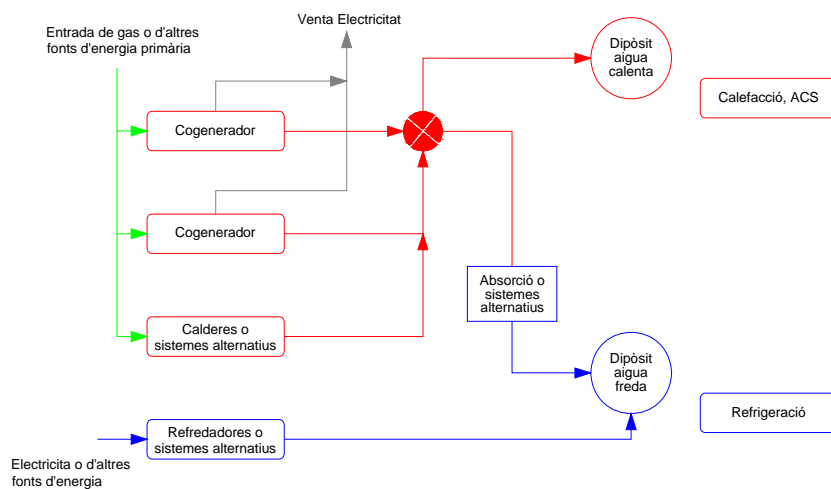 Venta Electricitat
Entrada de gas o d'altres
fonts d'energia primària
Dipòsit
aigua
calenta
Calefacció, ACS
Cogenerador
Cogenerador
Absorció o
sistemes
alternatius
Calderes o
sistemes alternatius
Dipòsit
aigua
freda
Refrigeració
Refredadores o
sistemes alternatius
Electricita o d'altres
fonts d'energia